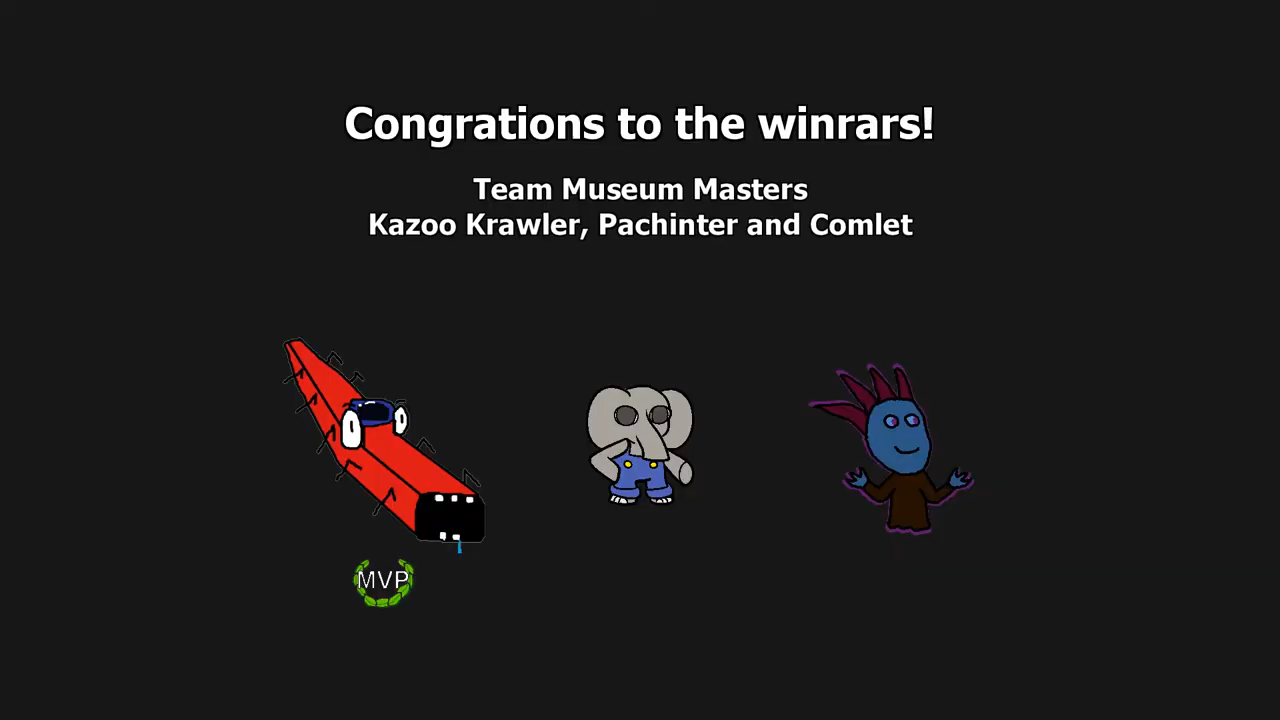 Congrations to the winrars!
Team Museum Masters
Kazoo Krawler, Pachinter and Comlet
MVP